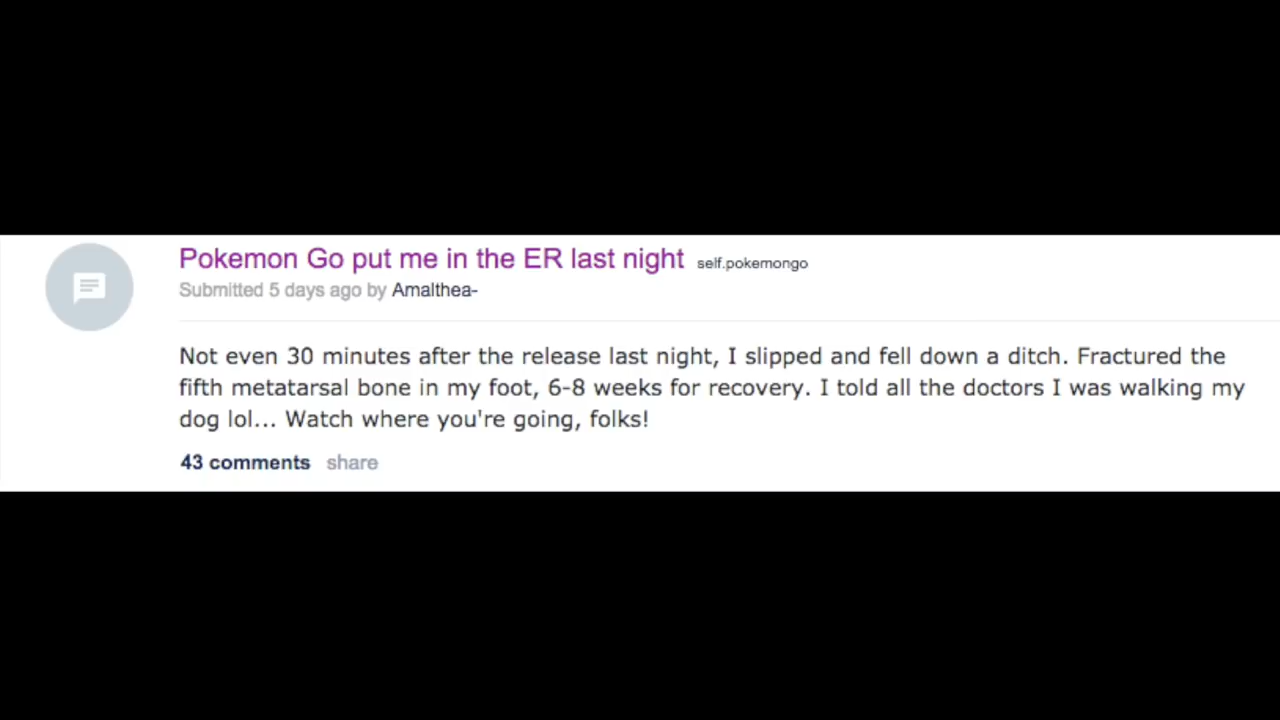 Pokemon Go put me in the ER last night self.pokemongo
Submitted 5 days ago by Amalthea-
Not even 30 minutes after the release last night, I slipped and fell down a ditch. Fractured the
fifth metatarsal bone in my foot, 6-8 weeks for recovery. I told all the doctors I was walking my
dog lol... Watch where you're going, folks!
43 comments share